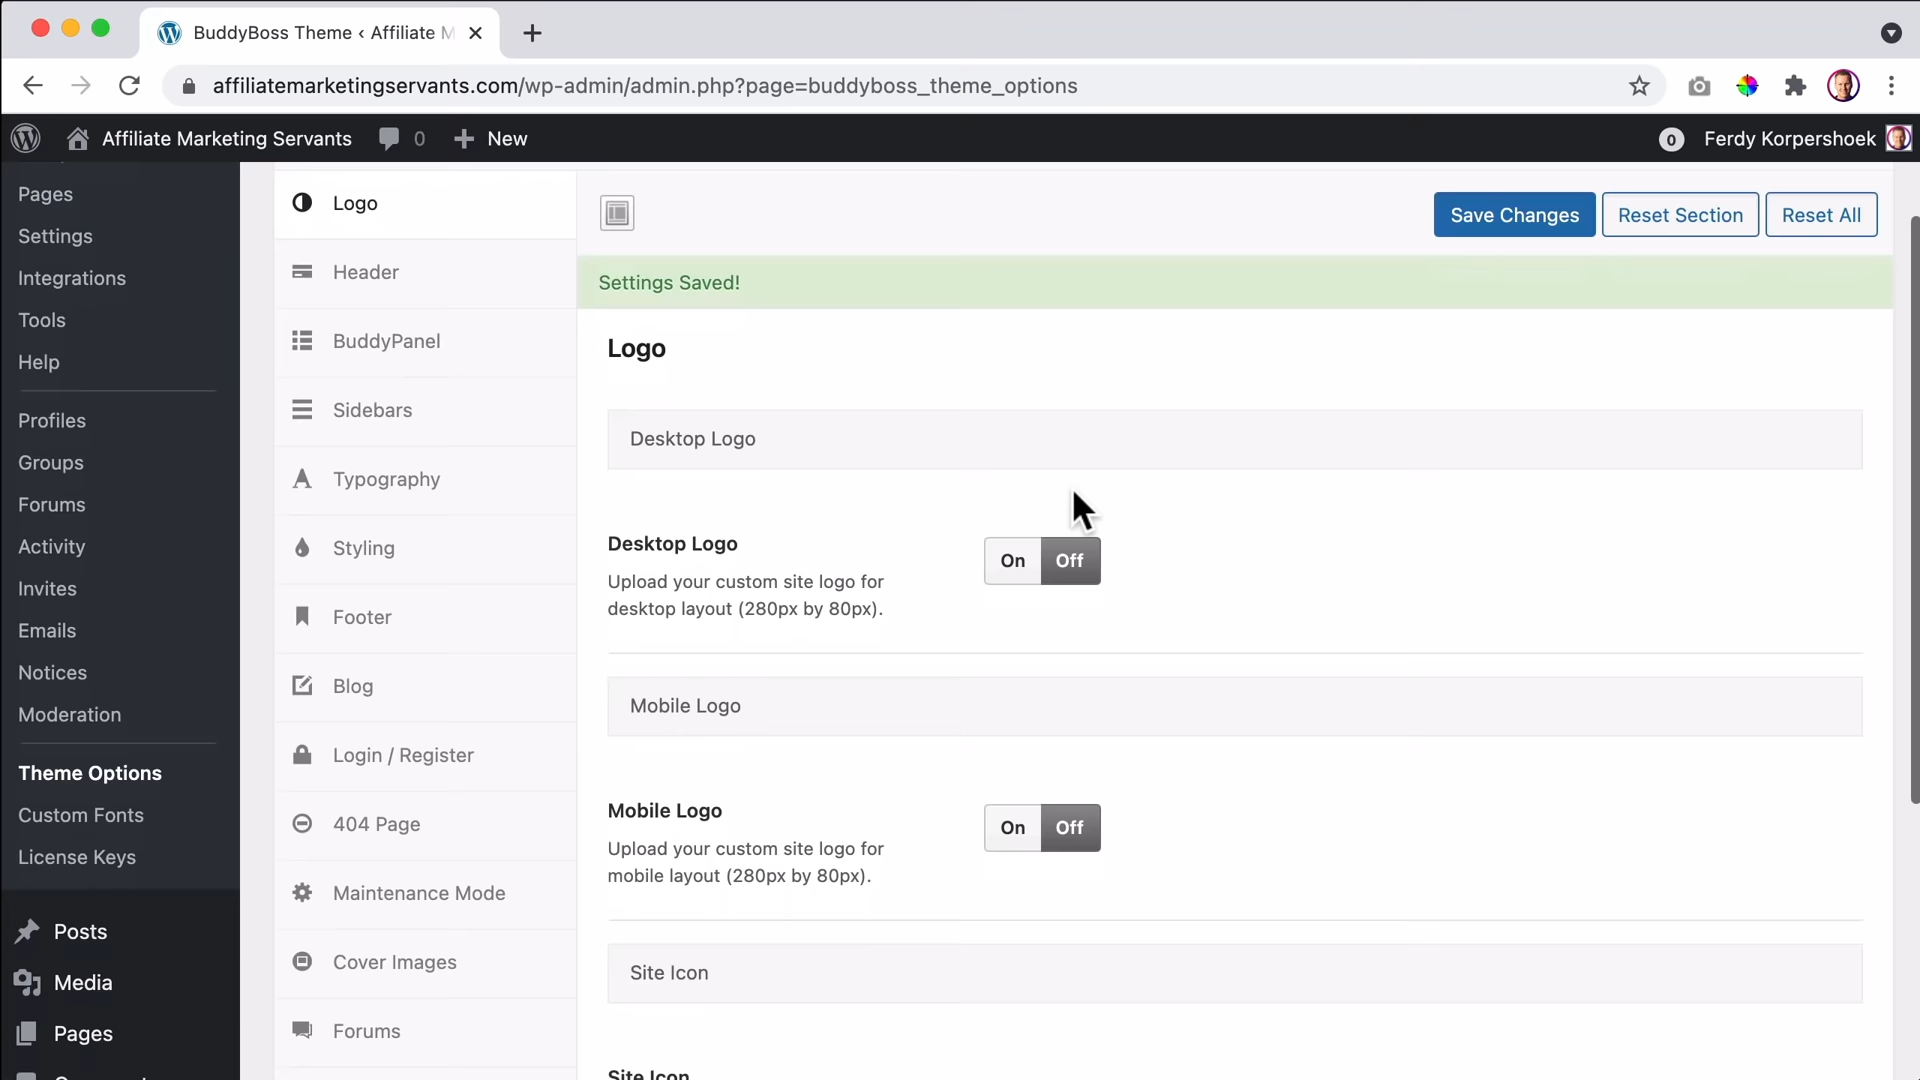 BuddyBoss Theme ‹ Affiliate M
affiliatemarketingservants.com/wp-admin/admin.php?page=buddyboss_theme_options
Affiliate Marketing Servants
0
New
0
Ferdy Korpershoek
Pages
Settings
Integrations
Tools
Help
Profiles
Groups
Forums
Activity
Invites
Emails
Notices
Moderation
Theme Options
Custom Fonts
License Keys
Posts
Media
Pages
Logo
Header
BuddyPanel
Sidebars
Typography
Styling
Footer
Blog
Login / Register
404 Page
Maintenance Mode
Cover Images
Forums
Save Changes
Reset Section
Reset All
Settings Saved!
Logo
Desktop Logo
Desktop Logo
Upload your custom site logo for
desktop layout (280px by 80px).
On Off
Mobile Logo
Mobile Logo
Upload your custom site logo for
mobile layout (280px by 80px).
On Off
Site Icon
Site Icon